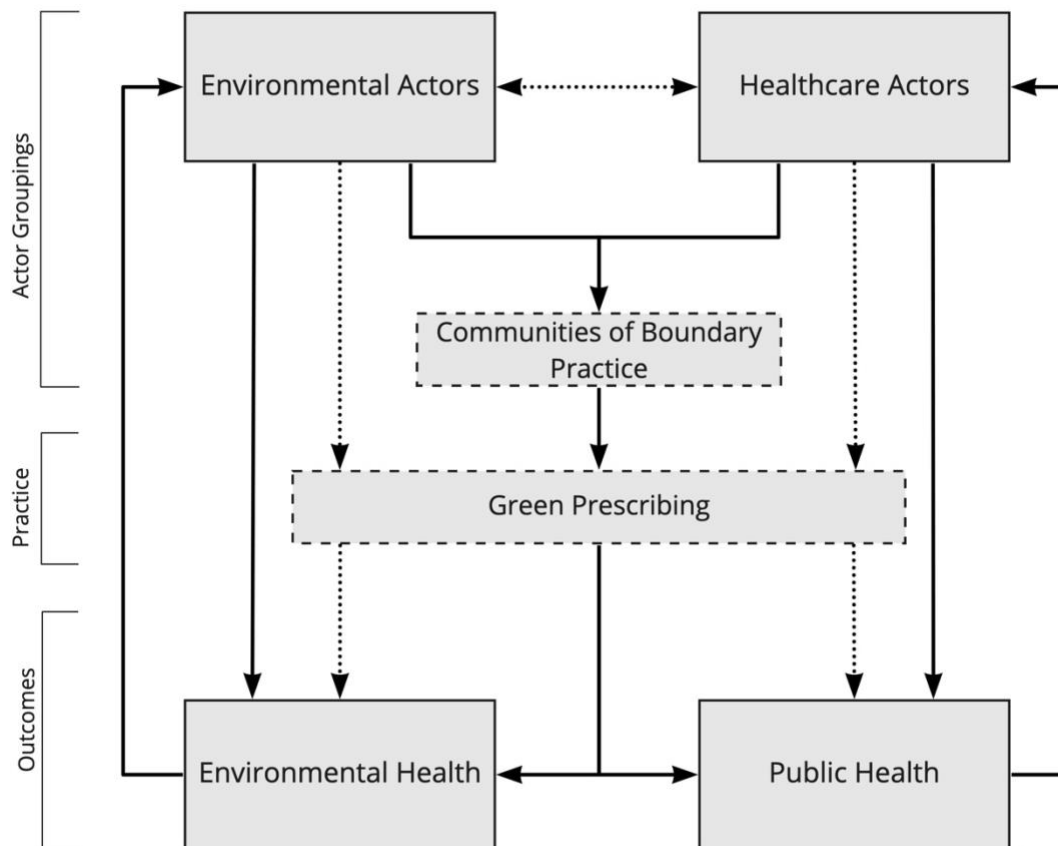 Actor Groupings
Environmental Actors
Healthcare Actors
Communities of Boundary
Practice
Practice
Green Prescribing
Outcomes
Environmental Health
Public Health